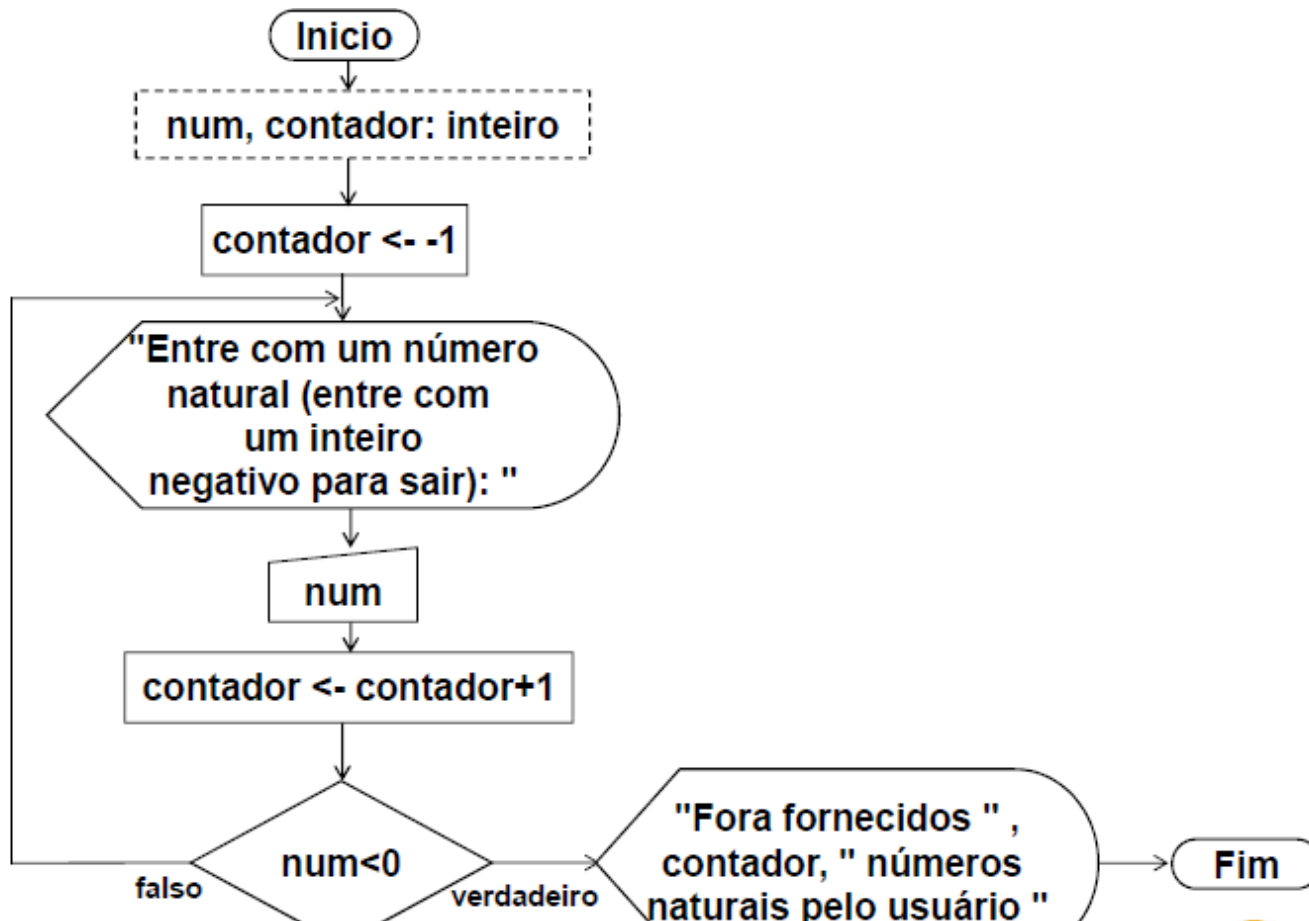 Inicio
num, contador: inteiro
contador <- -1
"Entre com um número
natural (entre com
um inteiro
negativo para sair): "
num
contador <- contador+1
num<0
falso
verdadeiro
"Fora fornecidos " ,
contador, " números
naturais pelo usuário "
Fim